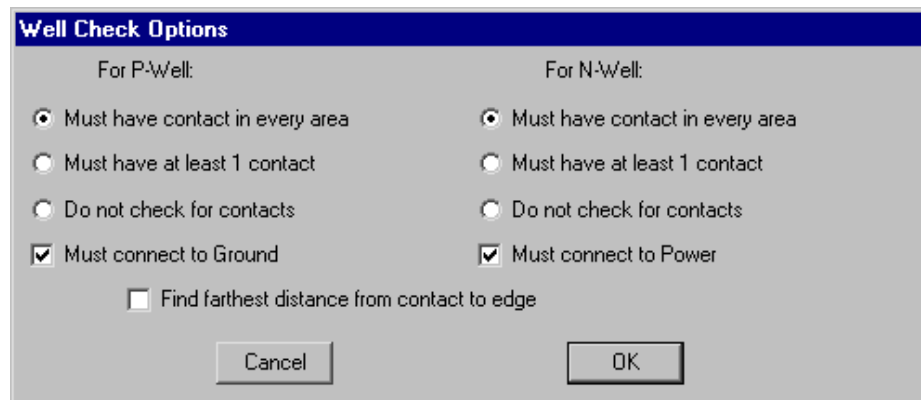 Well Check Options
For P-Well: For N-Well:
Must have contact in every area Must have contact in every area
Must have at least 1 contact Must have at least 1 contact
Do not check for contacts Do not check for contacts
Must connect to Ground Must connect to Power
Find farthest distance from contact to edge
Cancel OK